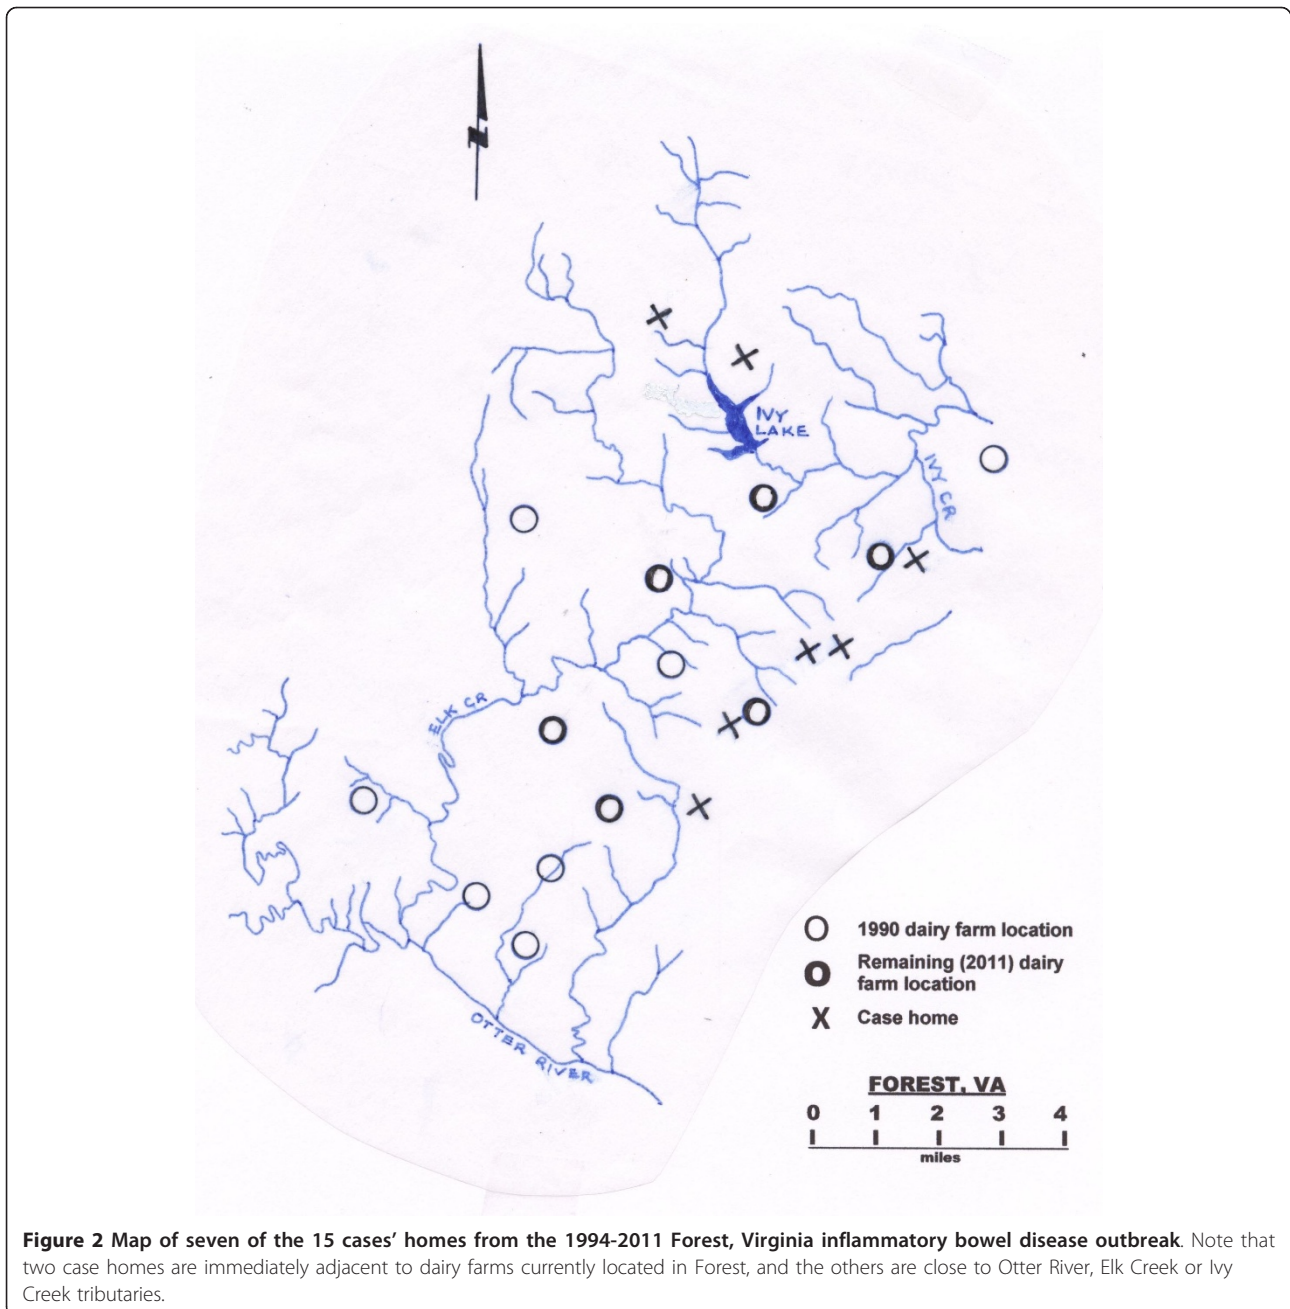 IVY
LAKE
IVY CR
ELK CR
OTTER RIVER
1990 dairy farm location
Remaining (2011) dairy
farm location
X Case home
FOREST, VA
0 1 2 3 4
miles
Figure 2 Map of seven of the 15 cases’ homes from the 1994-2011 Forest, Virginia inflammatory bowel disease outbreak. Note that
two case homes are immediately adjacent to dairy farms currently located in Forest, and the others are close to Otter River, Elk Creek or Ivy
Creek tributaries.